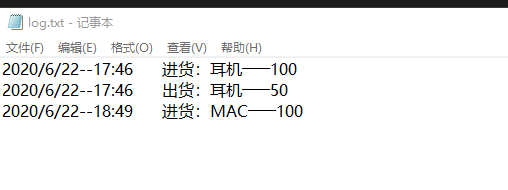 log.txt - 记事本
文件(F) 编辑(E) 格式(O) 查看(V) 帮助(H)
2020/6/22--17:46 进货：耳机——100
2020/6/22--17:46 出货：耳机——50
2020/6/22--18:49 进货：MAC——100